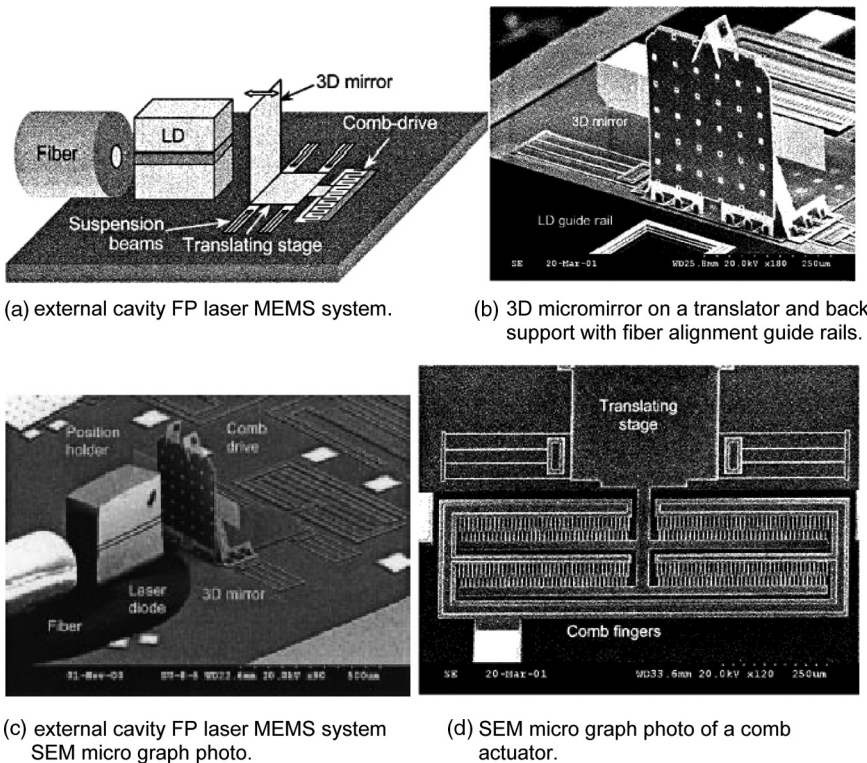 3D mirror
Comb-drive
LD
Fiber
Suspension
beams
Translating stage
(a) external cavity FP laser MEMS system.
3D mirror
LD guide rail
SE 20-Mar-01 WD25.8mm 20.0kV x180 250um
(b) 3D micromirror on a translator and back
support with fiber alignment guide rails.
Position
holder
Comb
drive
Laser
diode
3D mirror
Fiber
20.0kV x90 500um
(c) external cavity FP laser MEMS system
SEM micro graph photo.
Translating
stage
Comb fingers
SE 20-Mar-01 WD33.6mm 20.0kV x120 250um
(d) SEM micro graph photo of a comb
actuator.